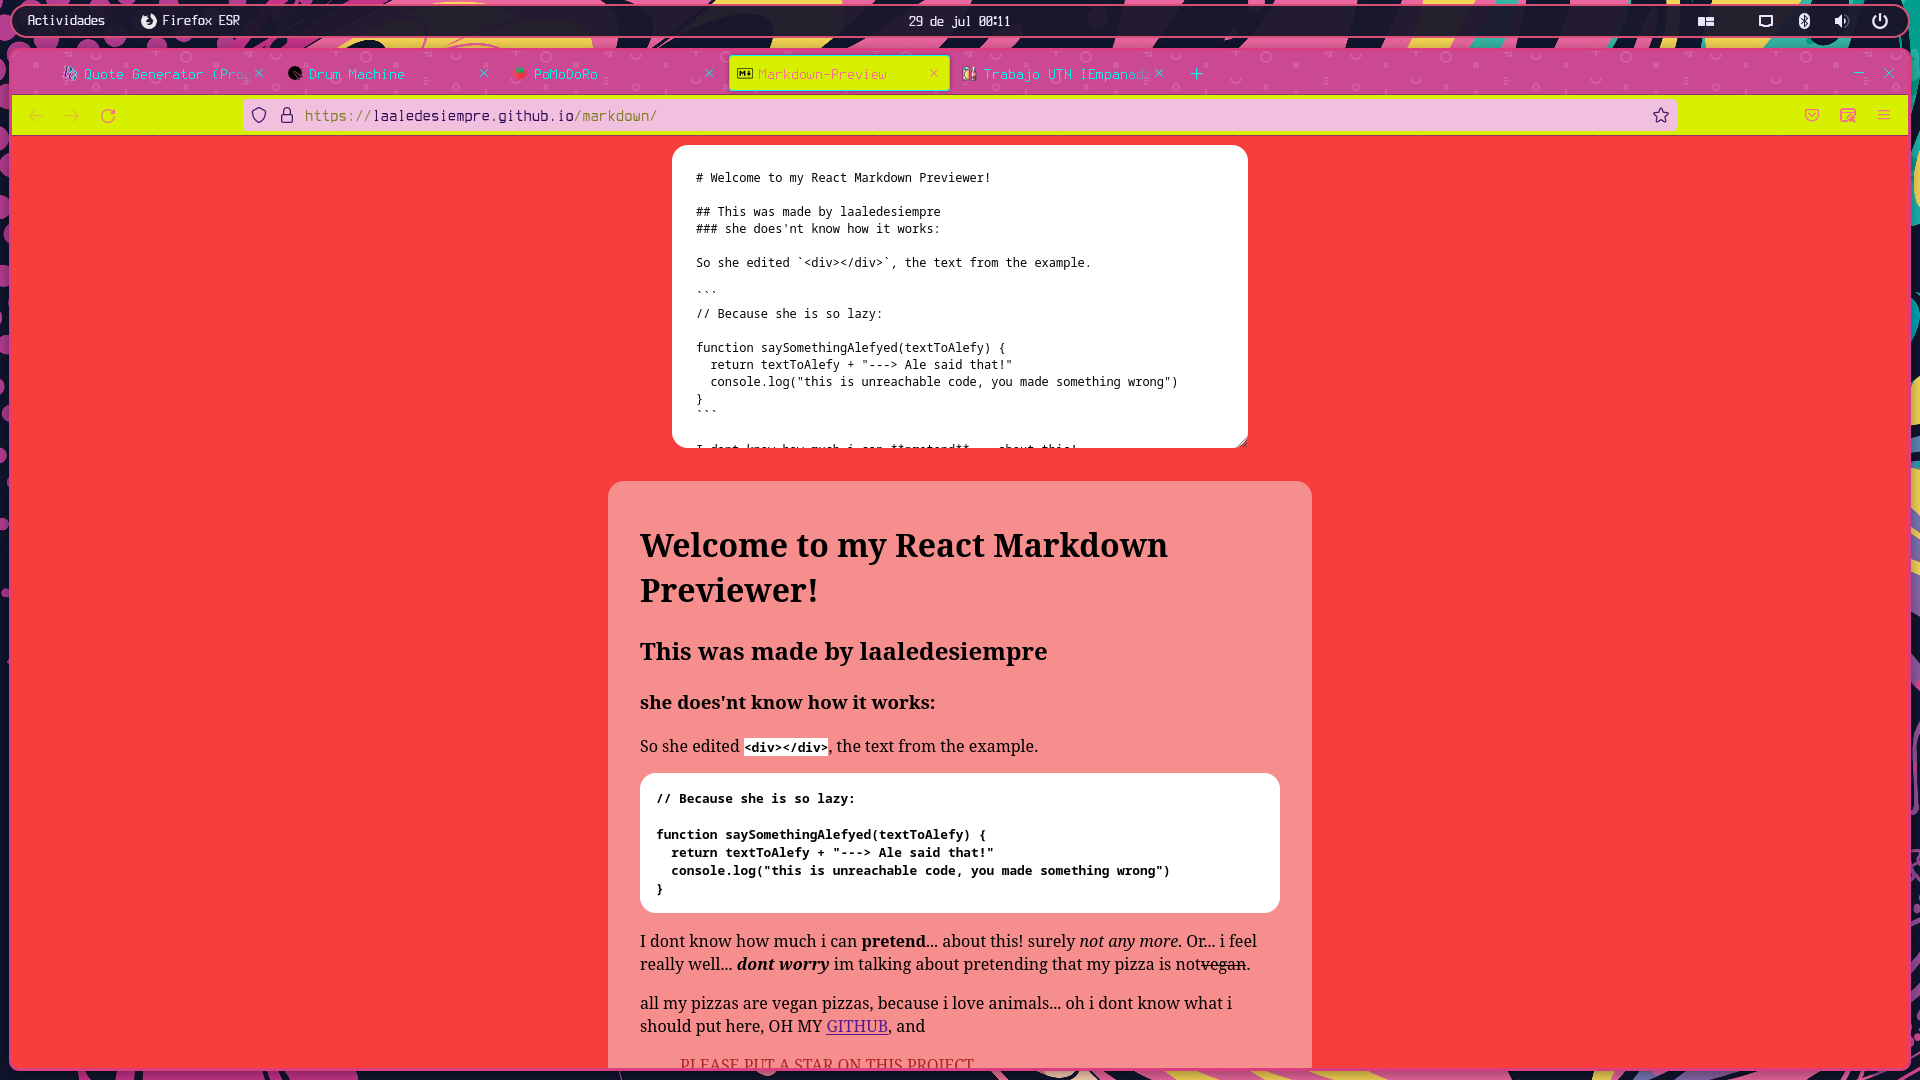 Actividades Firefox ESR 29 de jul 00:11
Quote Generator (Pro Drum Machine PoMoDoRo Markdown-Preview Trabajo UTN |Empanad
https://laaledesiempre.github.io/markdown/
# Welcome to my React Markdown Previewer!
## This was made by laaledesiempre
### she does'nt know how it works:
So she edited `<div></div>`, the text from the example.
```
// Because she is so lazy:
function saySomethingAlefyed(textToAlefy) {
  return textToAlefy + "---> Ale said that!"
  console.log("this is unreachable code, you made something wrong")
}
```
I dont know how much i can **pretend**... about this!
Welcome to my React Markdown
Previewer!
This was made by laaledesiempre
she does'nt know how it works:
So she edited <div></div>, the text from the example.
// Because she is so lazy:
function saySomethingAlefyed(textToAlefy) {
  return textToAlefy + "---> Ale said that!"
  console.log("this is unreachable code, you made something wrong")
}
I dont know how much i can pretend... about this! surely not any more. Or... i feel
really well... dont worry im talking about pretending that my pizza is notvegan.
all my pizzas are vegan pizzas, because i love animals... oh i dont know what i
should put here, OH MY GITHUB, and
PLEASE PUT A STAR ON THIS PROJECT